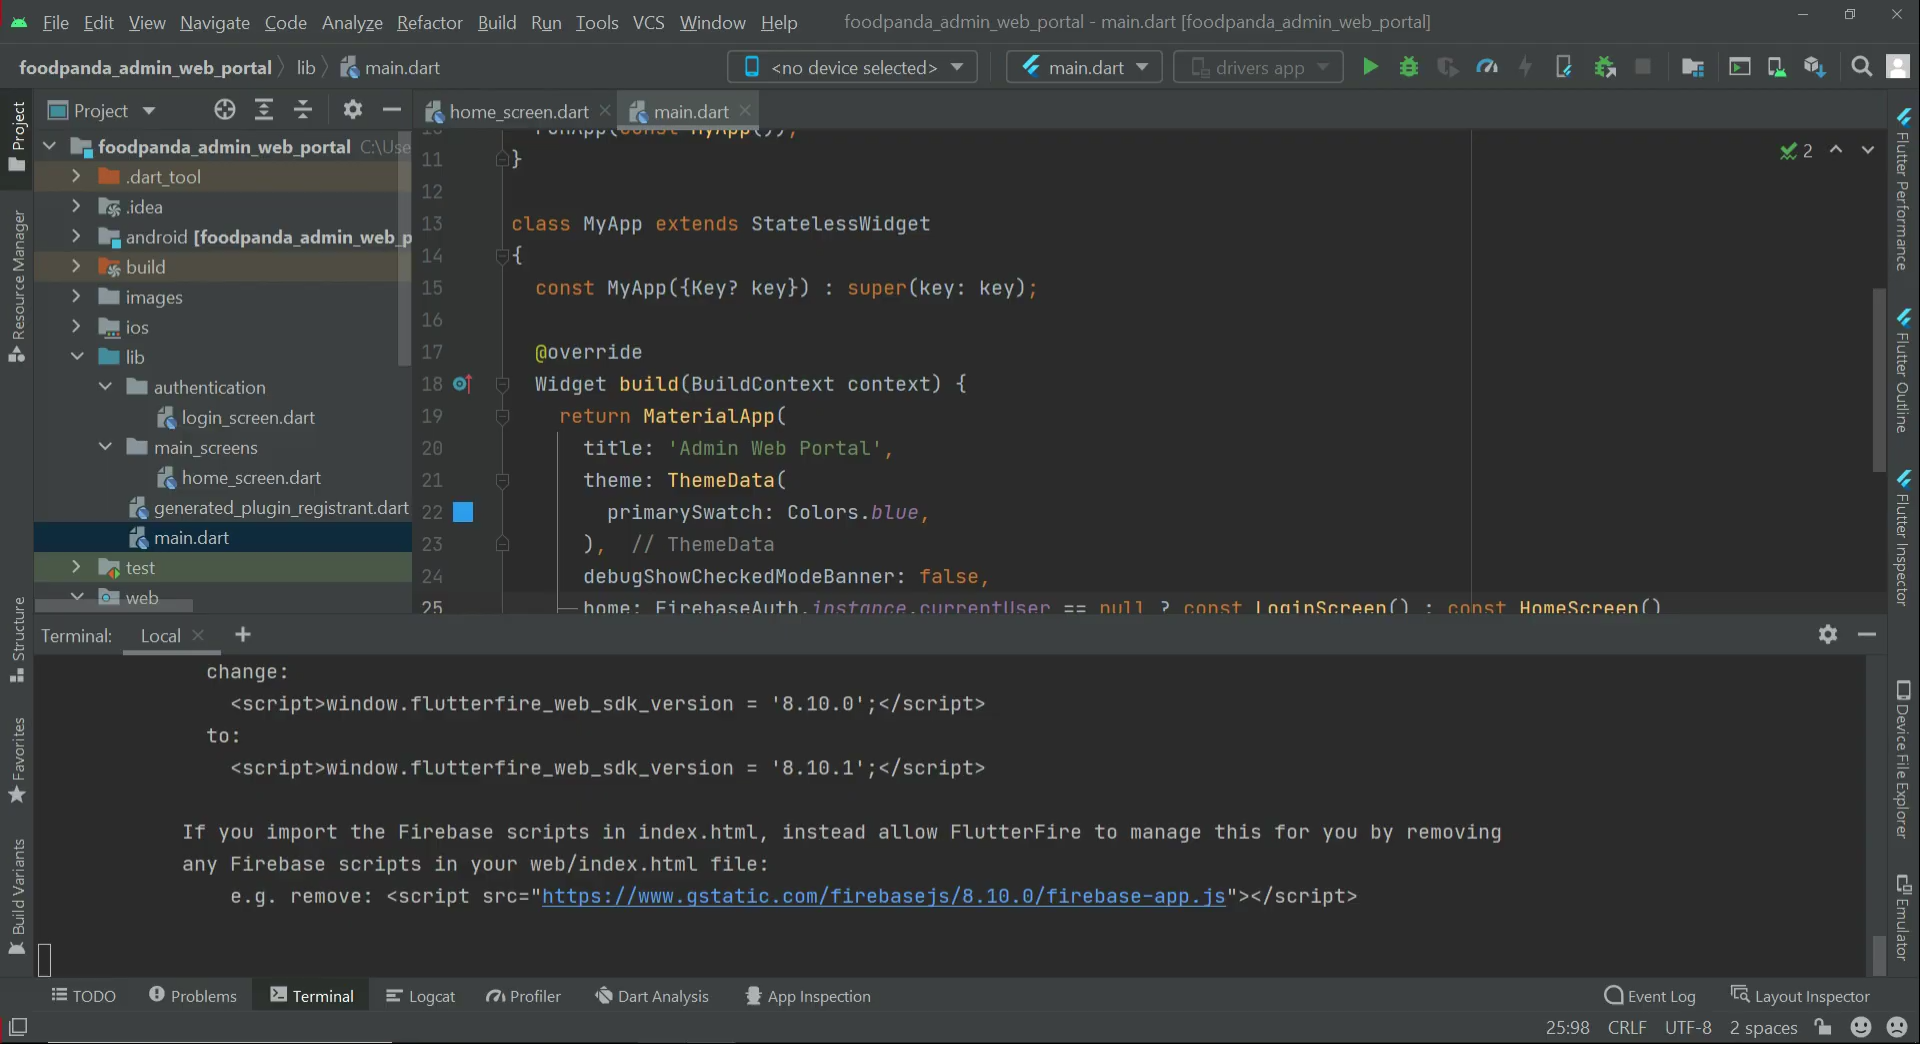 File Edit View Navigate Code Analyze Refactor Build Run Tools VCS Window Help foodpanda_admin_web_portal - main.dart [foodpanda_admin_web_portal]
foodpanda_admin_web_portal lib main.dart <no device selected> main.dart drivers app
Project
home_screen.dart main.dart
foodpanda_admin_web_portal C:\Use
.dart_tool
.idea
android [foodpanda_admin_web_p
build
images
ios
lib
authentication
login_screen.dart
main_screens
home_screen.dart
generated_plugin_registrant.dart
main.dart
test
web
10 runApp(const MyApp());
11 }
12
13 class MyApp extends StatelessWidget
14 {
15 const MyApp({Key? key}) : super(key: key);
16
17 @override
18 Widget build(BuildContext context) {
19 return MaterialApp(
20 title: 'Admin Web Portal',
21 theme: ThemeData(
22 primarySwatch: Colors.blue,
23 ), // ThemeData
24 debugShowCheckedModeBanner: false,
25 home: FirebaseAuth.instance.currentUser == null ? const LoginScreen() : const HomeScreen()
2
Project
Resource Manager
Structure
Favorites
Build Variants
Flutter Performance
Flutter Outline
Flutter Inspector
Device File Explorer
Emulator
Terminal: Local +
change:
<script>window.flutterfire_web_sdk_version = '8.10.0';</script>
to:
<script>window.flutterfire_web_sdk_version = '8.10.1';</script>
If you import the Firebase scripts in index.html, instead allow FlutterFire to manage this for you by removing
any Firebase scripts in your web/index.html file:
e.g. remove: <script src="https://www.gstatic.com/firebasejs/8.10.0/firebase-app.js"></script>
TODO Problems Terminal Logcat Profiler Dart Analysis App Inspection Event Log Layout Inspector
25:98 CRLF UTF-8 2 spaces